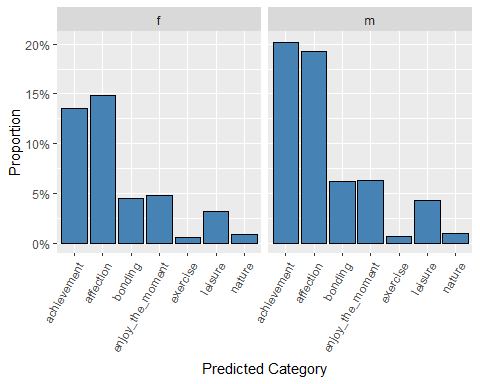 f
m
Proportion
20%
15%
10%
5%
0%
achievement
affection
bonding
enjoy_the_moment
exercise
leisure
nature
achievement
affection
bonding
enjoy_the_moment
exercise
leisure
nature
Predicted Category